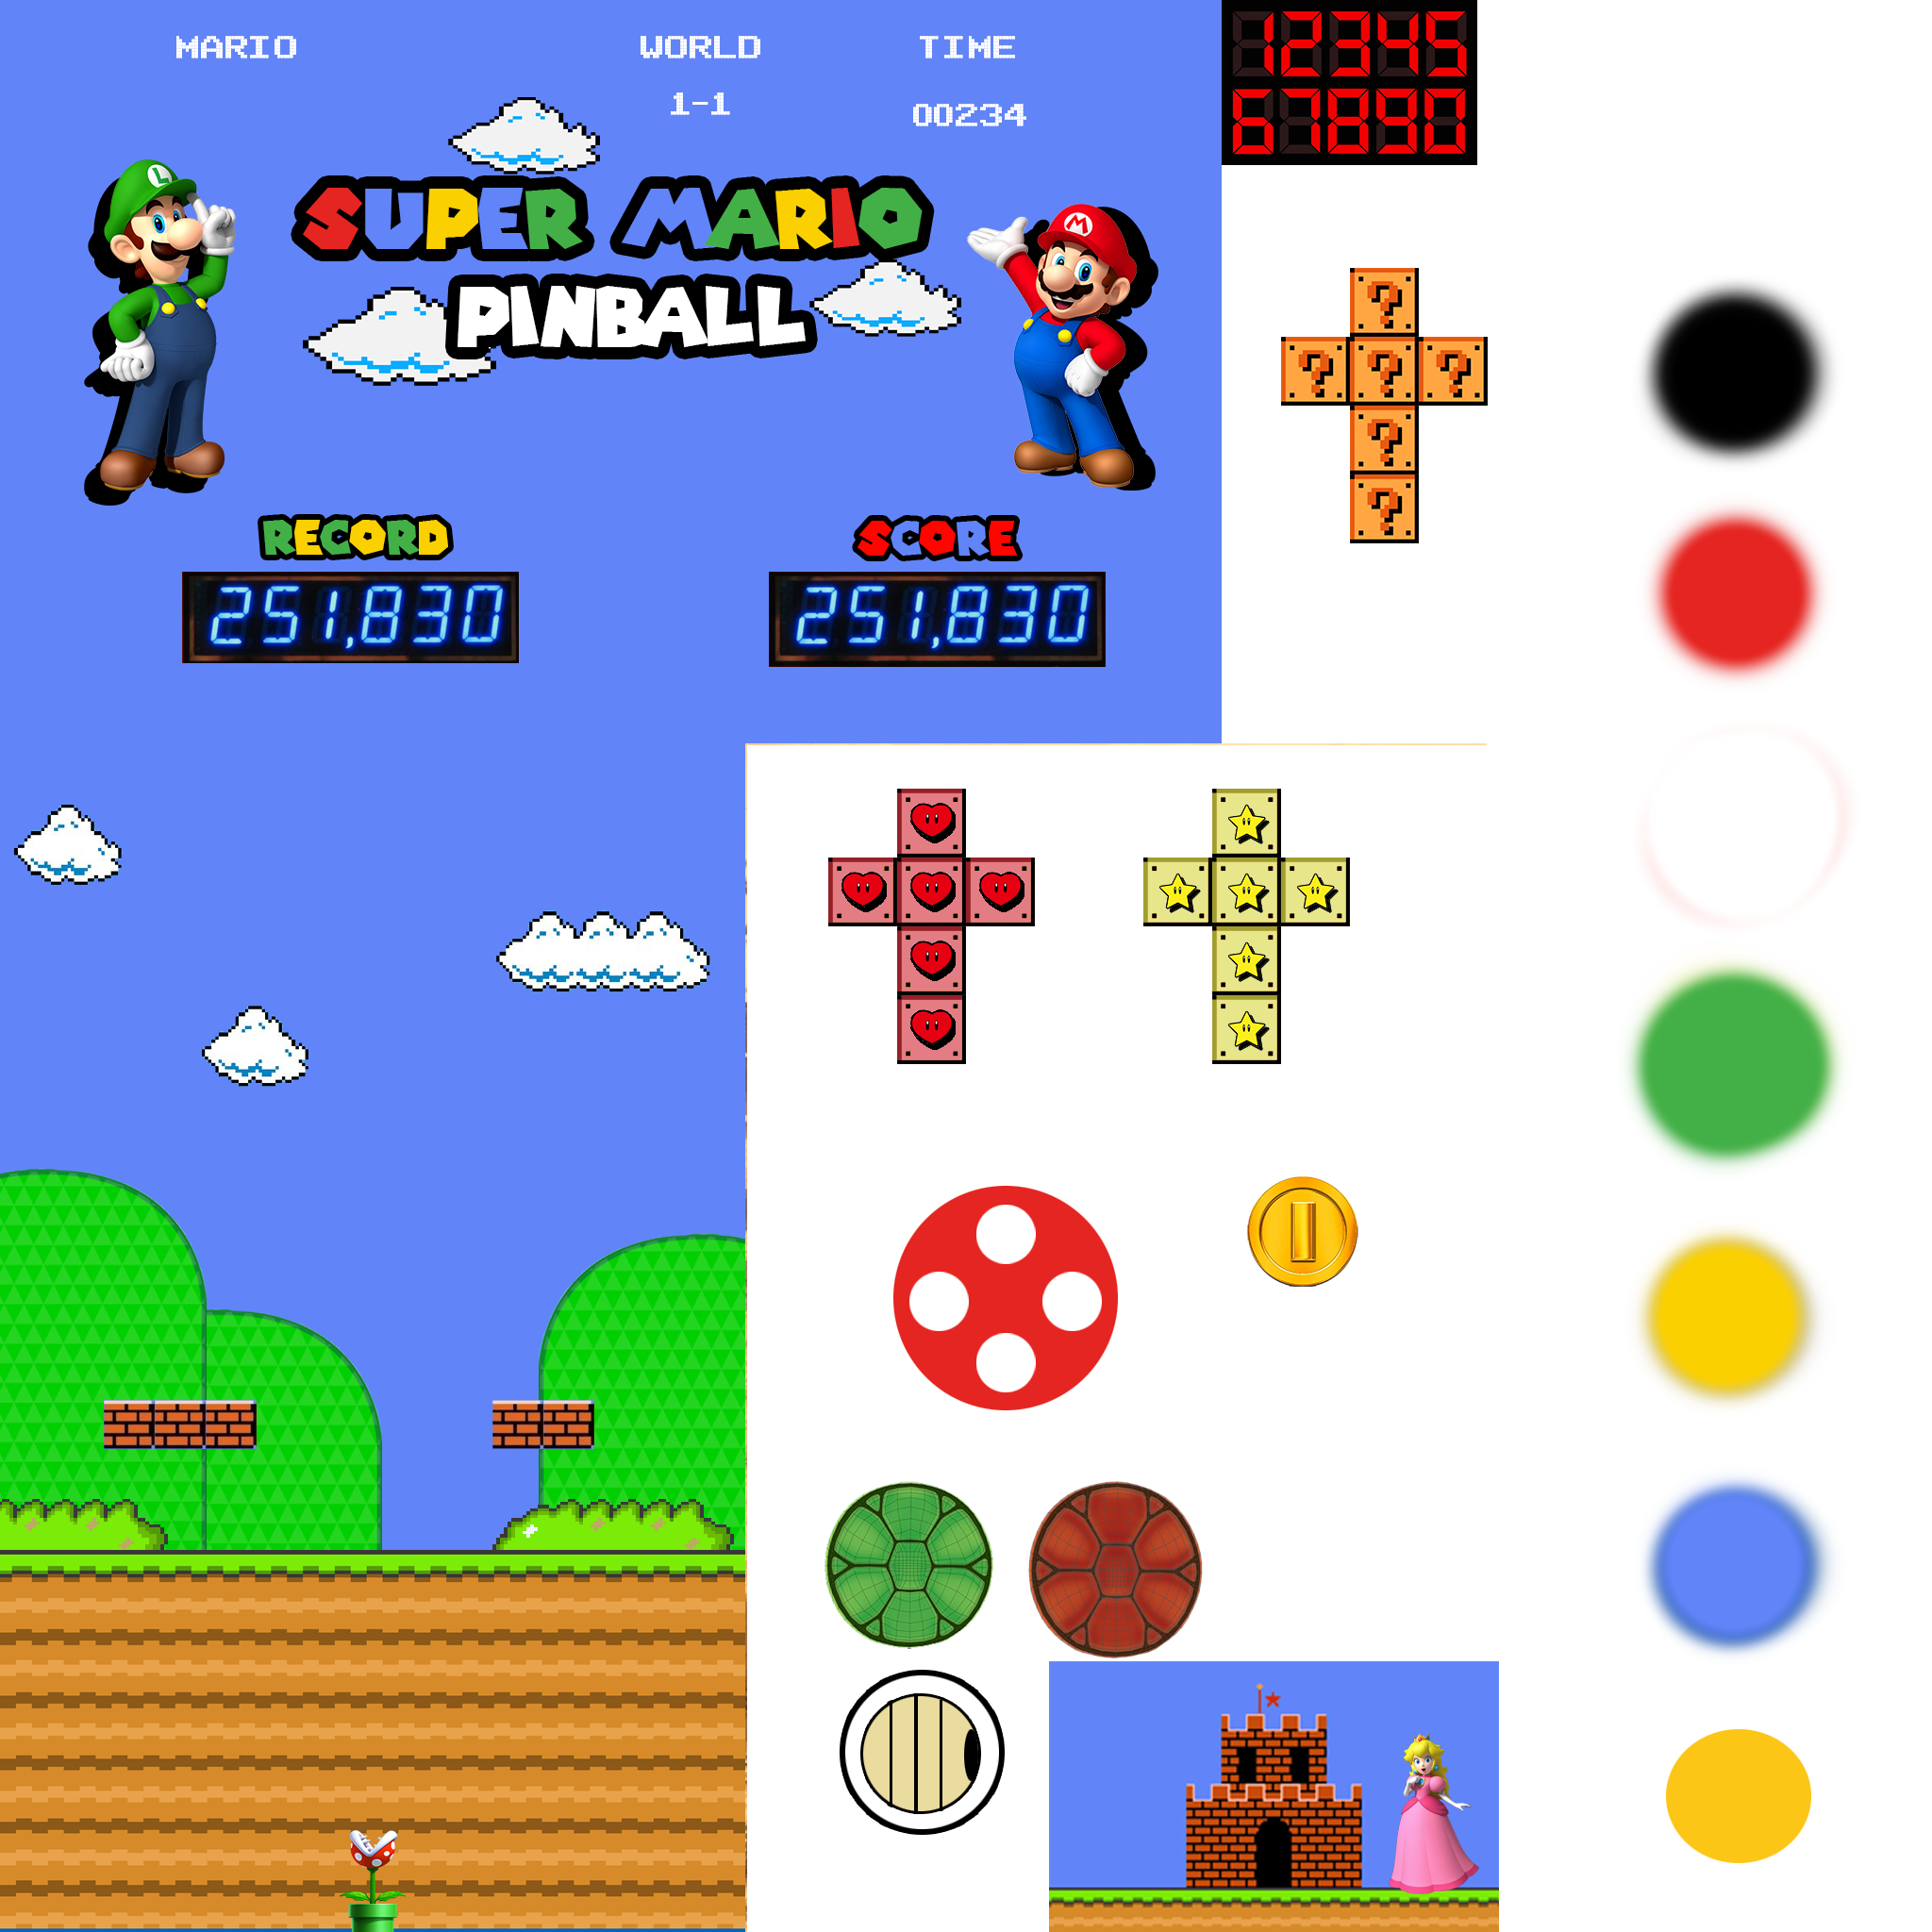 MARIO WORLD TIME
1-1 00234
12345
67890
L
SUPER MARIO
M
PINBALL
? 
? ? ?
?
?
RECORD SCORE
251,830 251,830